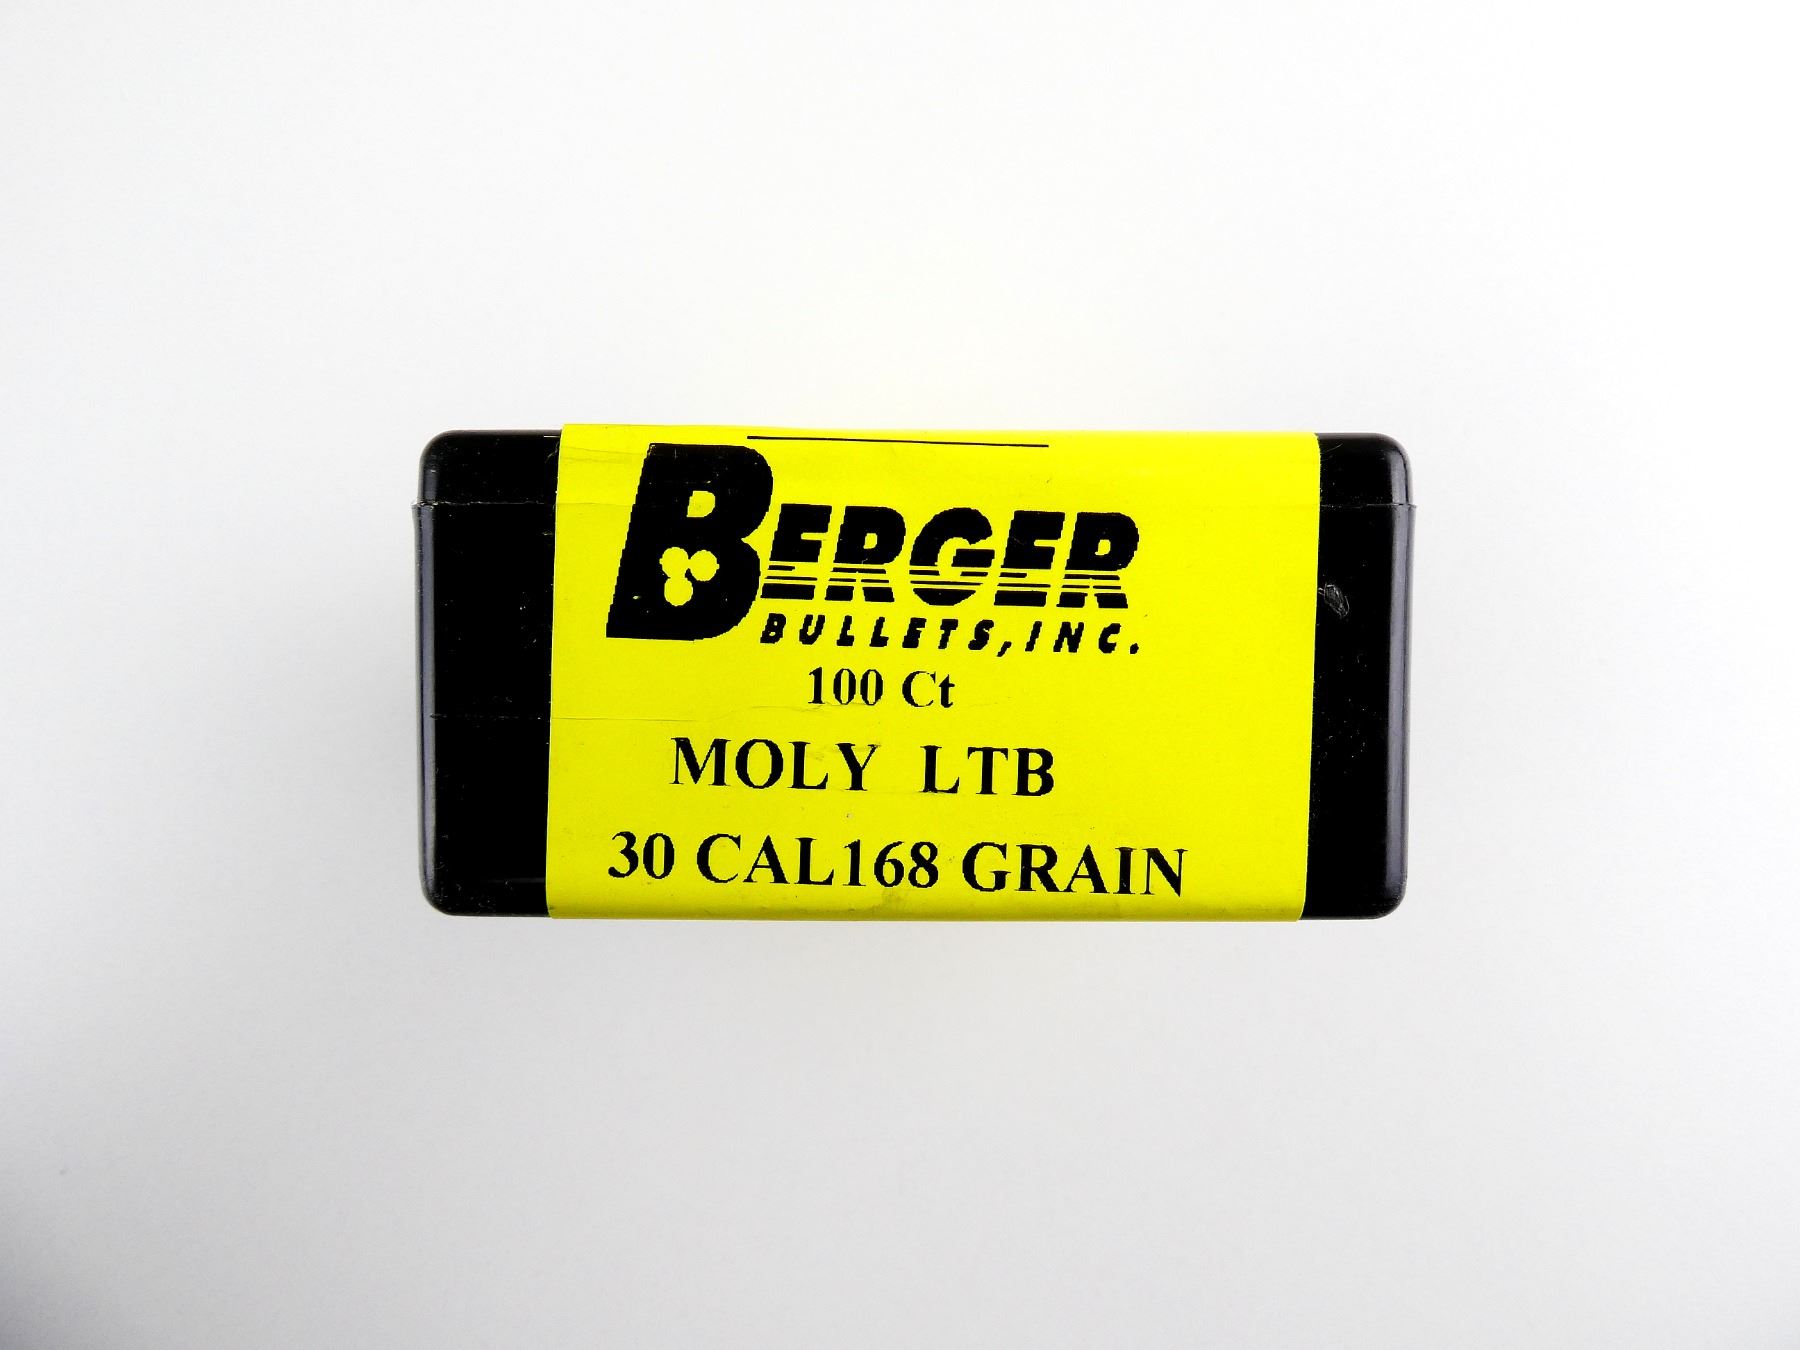 BERGER
BULLETS, INC.
100 Ct
MOLY LTB
30 CAL168 GRAIN